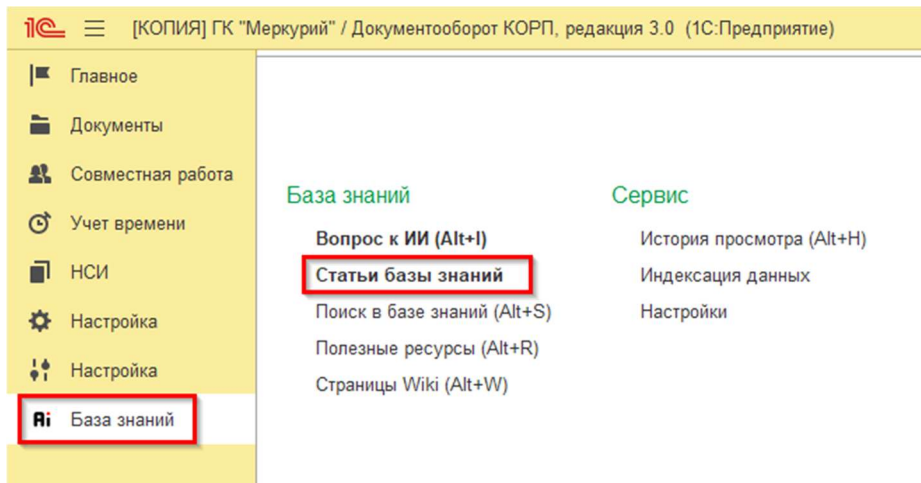 1С [КОПИЯ] ГК "Меркурий" / Документооборот КОРП, редакция 3.0 (1С:Предприятие)
Главное
Документы
Совместная работа
Учет времени
НСИ
Настройка
Настройка
Ai База знаний
База знаний
Вопрос к ИИ (Alt+I)
Статьи базы знаний
Поиск в базе знаний (Alt+S)
Полезные ресурсы (Alt+R)
Страницы Wiki (Alt+W)
Сервис
История просмотра (Alt+H)
Индексация данных
Настройки